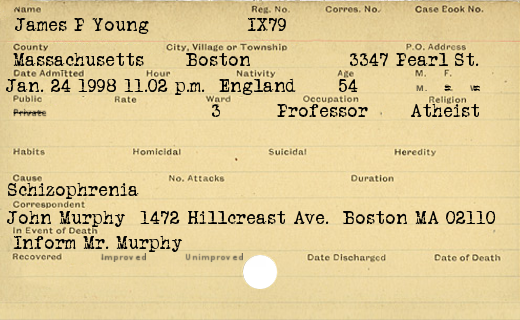 Name Reg. No. Corres. No. Case Book No.
James P Young IX79
County City, Village or Township P.O. Address
Massachusetts Boston 3347 Pearl St.
Date Admitted Hour Nativity Age M. F.
Jan. 24 1998 11.02 p.m. England 54 M. S. W.
Public Rate Ward Occupation Religion
Private 3 Professor Atheist
Habits Homicidal Suicidal Heredity
Cause No. Attacks Duration
Schizophrenia
Correspondent
John Murphy 1472 Hillcreast Ave. Boston MA 02110
In Event of Death
Inform Mr. Murphy
Recovered Improved Unimproved Date Discharged Date of Death